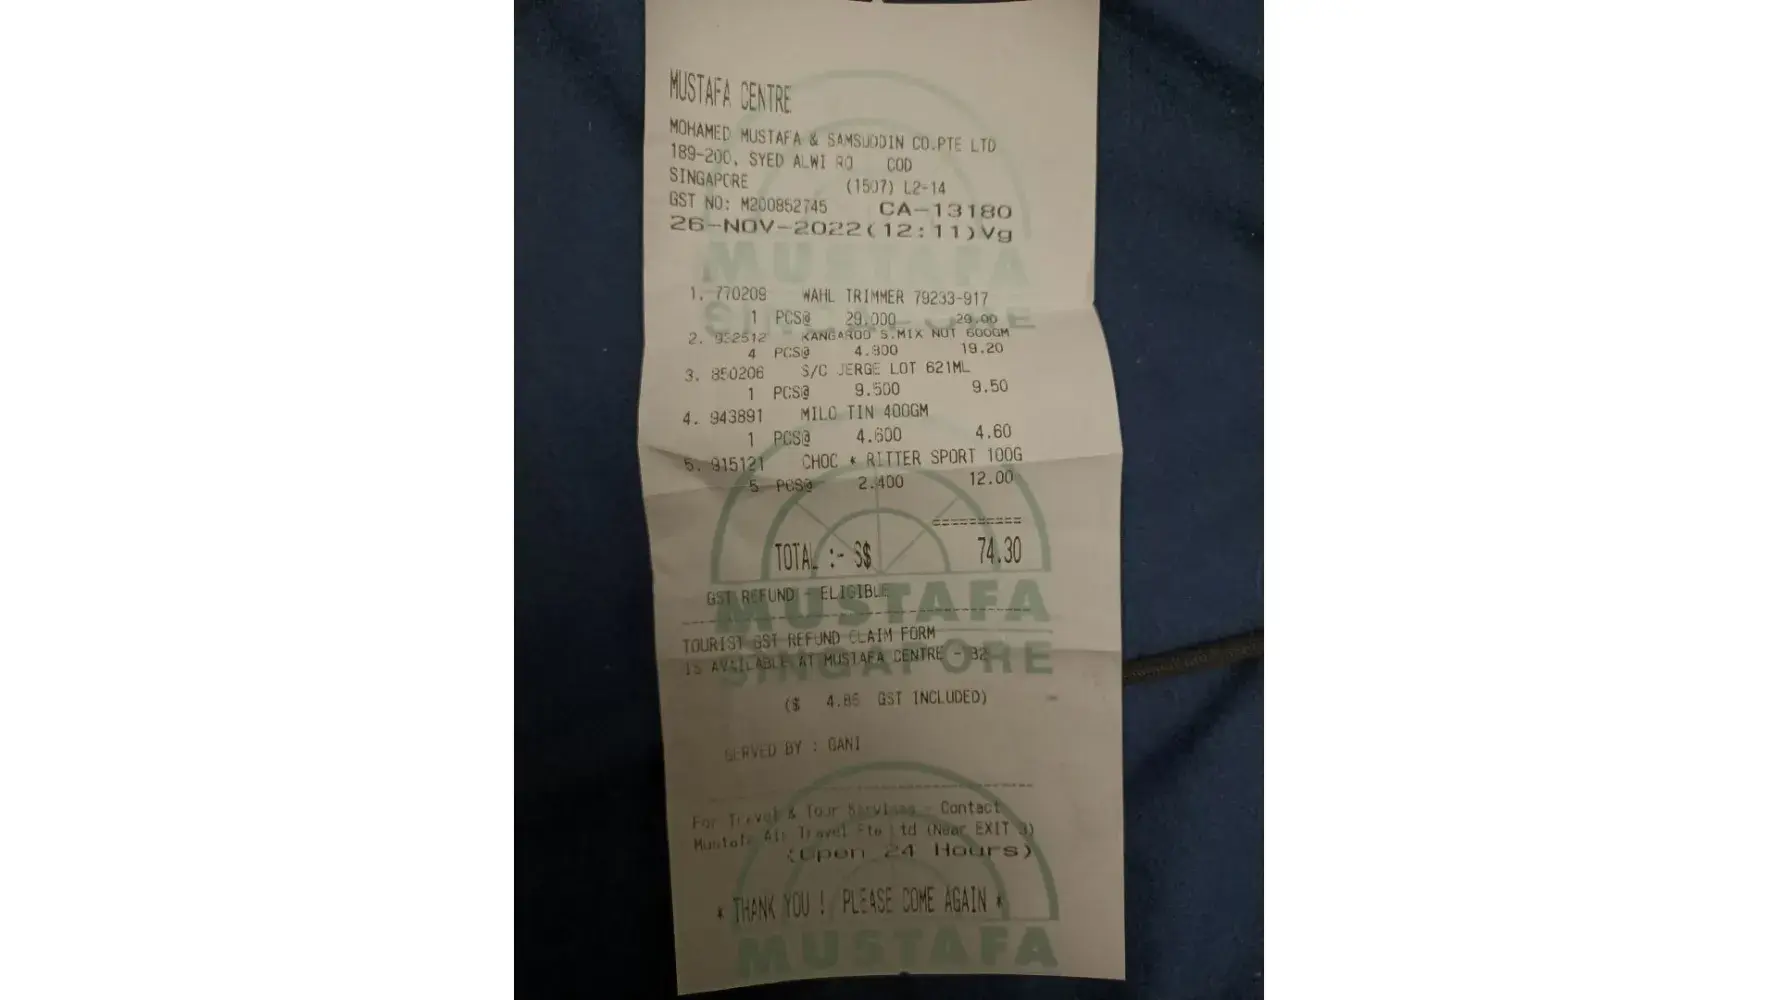 MUSTAFA CENTRE
MOHAMED MUSTAFA & SAMSUDDIN CO.PTE LTD
189-200, SYED ALWI RO COD
SINGAPORE (1507) L2-14
GST NO: M200852745 CA-13180
26-NOV-2022(12:11)Vg
1. 770209 WAHL TRIMMER 79233-917
1 PCS@ 29.000 29.00
2. 932512 KANGAROO S.MIX NUT 600GM
4 PCS@ 4.800 19.20
3. 850206 S/C JERGE LOT 621ML
1 PCS@ 9.500 9.50
4. 943891 MILO TIN 400GM
1 PCS@ 4.600 4.60
5. 915121 CHOC * RITTER SPORT 100G
5 PCS@ 2.400 12.00
==========
TOTAL :- S$ 74.30
GST REFUND - ELIGIBLE
TOURIST GST REFUND CLAIM FORM
IS AVAILABLE AT MUSTAFA CENTRE - B2
($ 4.86 GST INCLUDED)
SERVED BY : GANI
For Travel & Tour Services - Contact
Mustafa Air Travel Pte Ltd (Near EXIT 3)
(Open 24 Hours)
* THANK YOU ! PLEASE COME AGAIN *
MUSTAFA
SINGAPORE
MUSTAFA
SINGAPORE
MUSTAFA